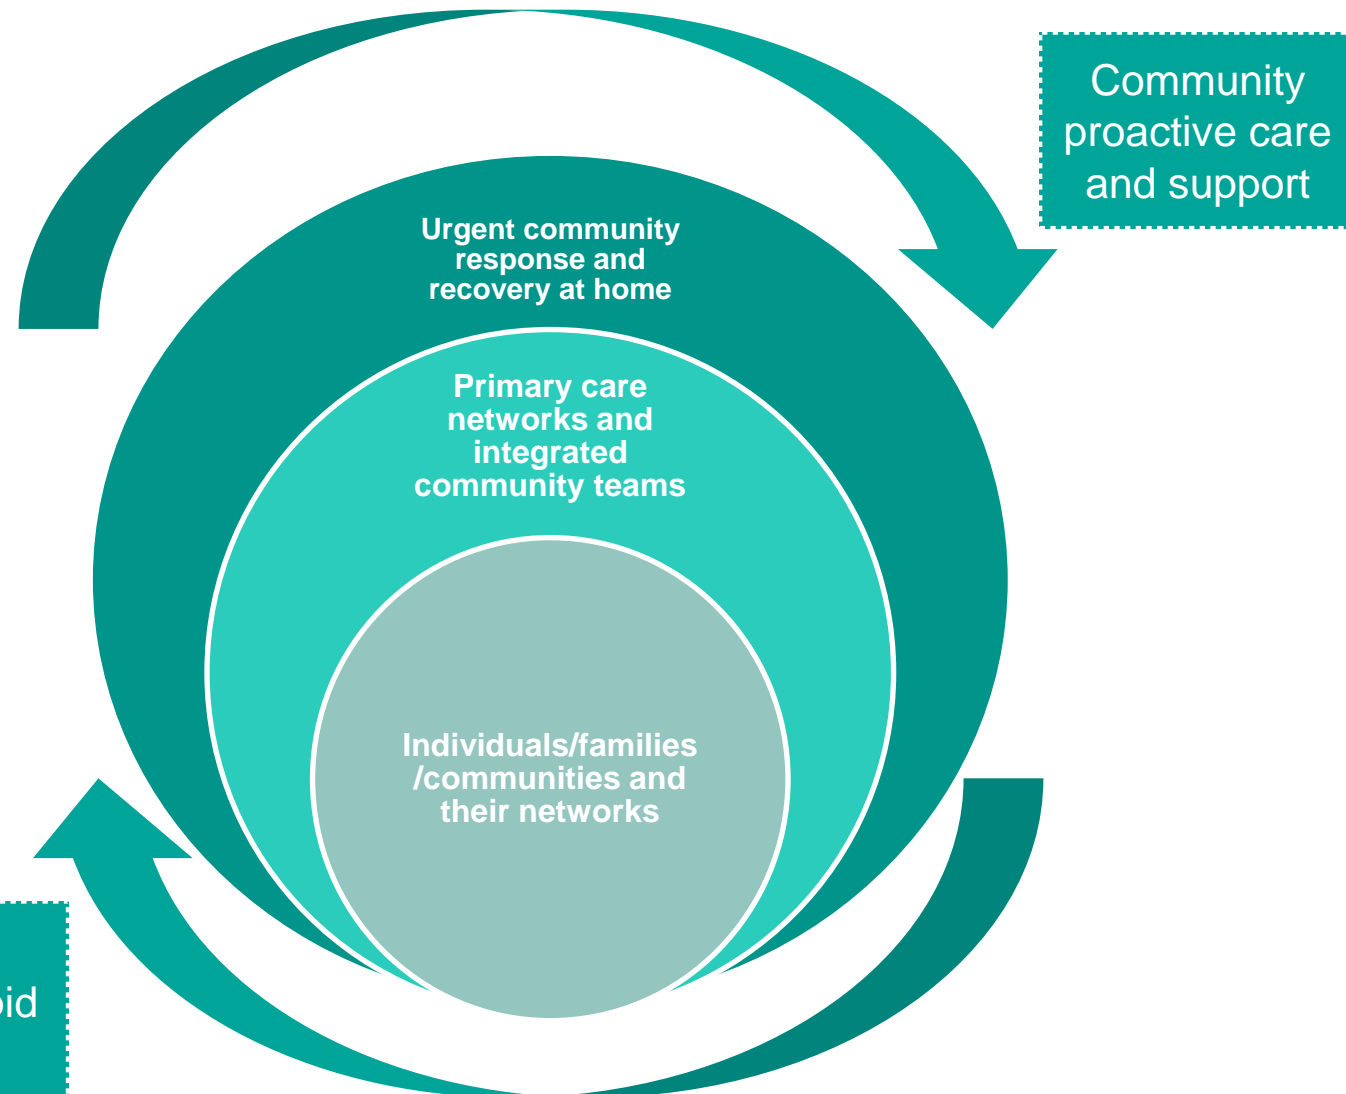 Community
proactive care
and support
Urgent community
response and
recovery at home
Primary care
networks and
integrated
community teams
Individuals/families
/communities and
their networks